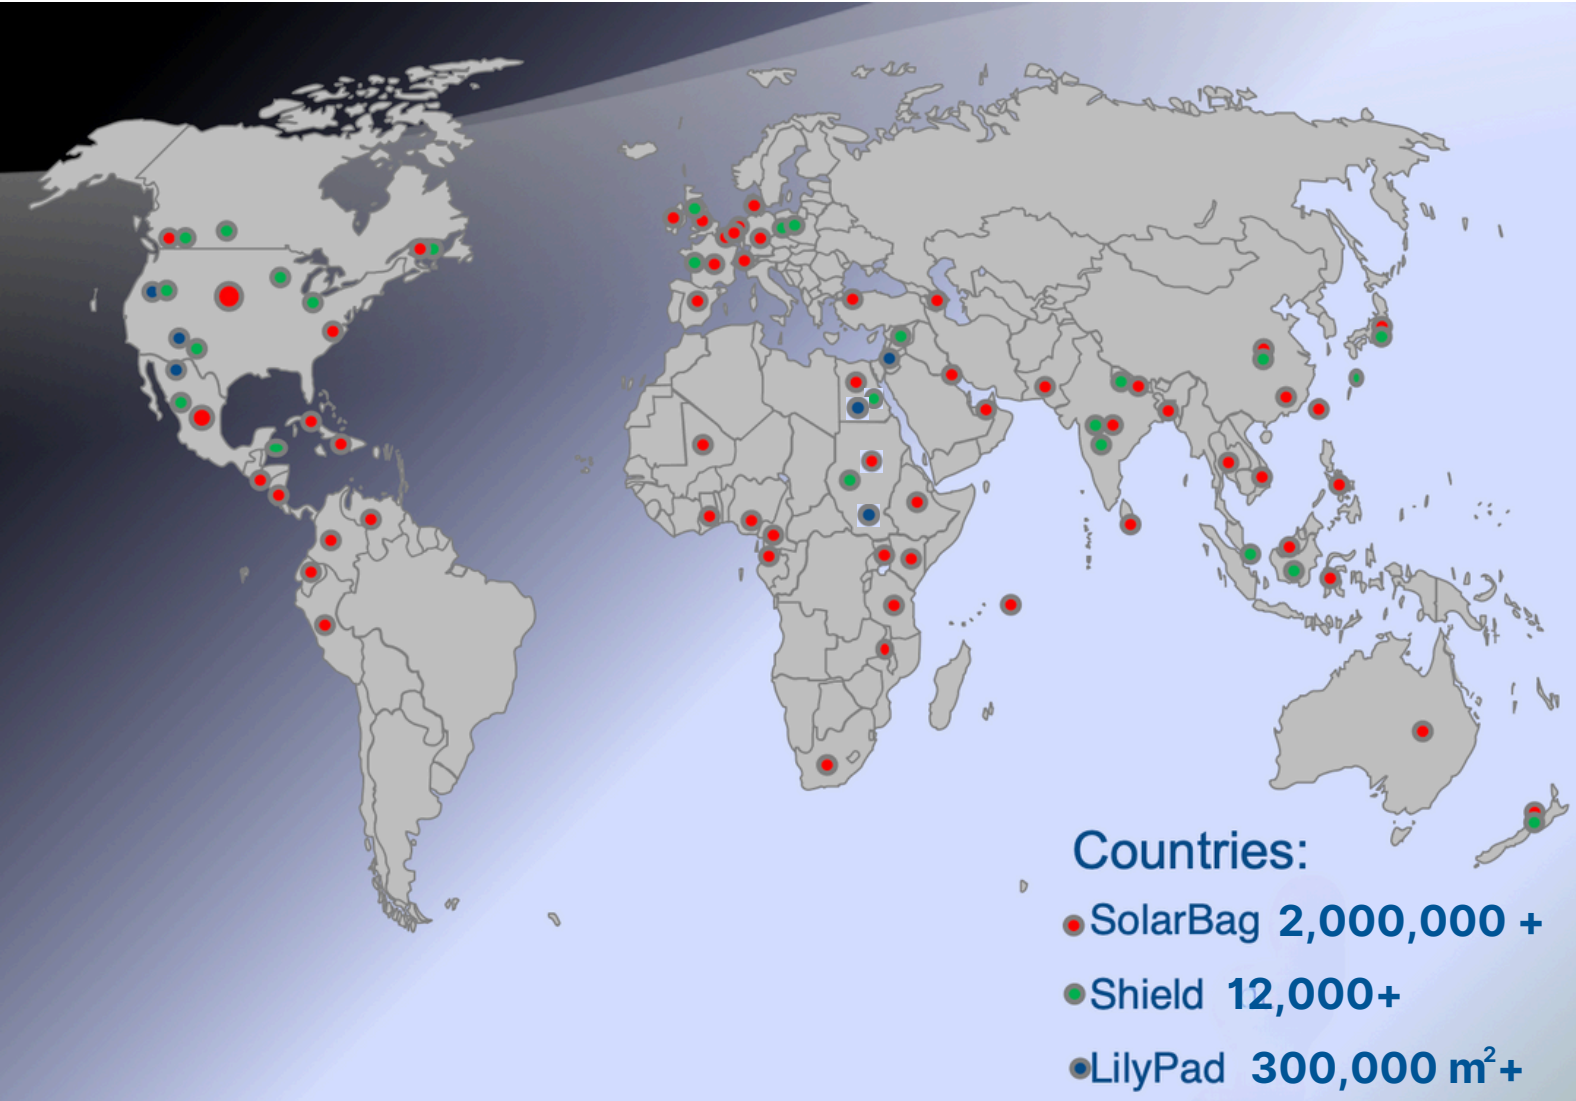 Countries:
SolarBag 2,000,000 +
Shield 12,000+
LilyPad 300,000 m²+